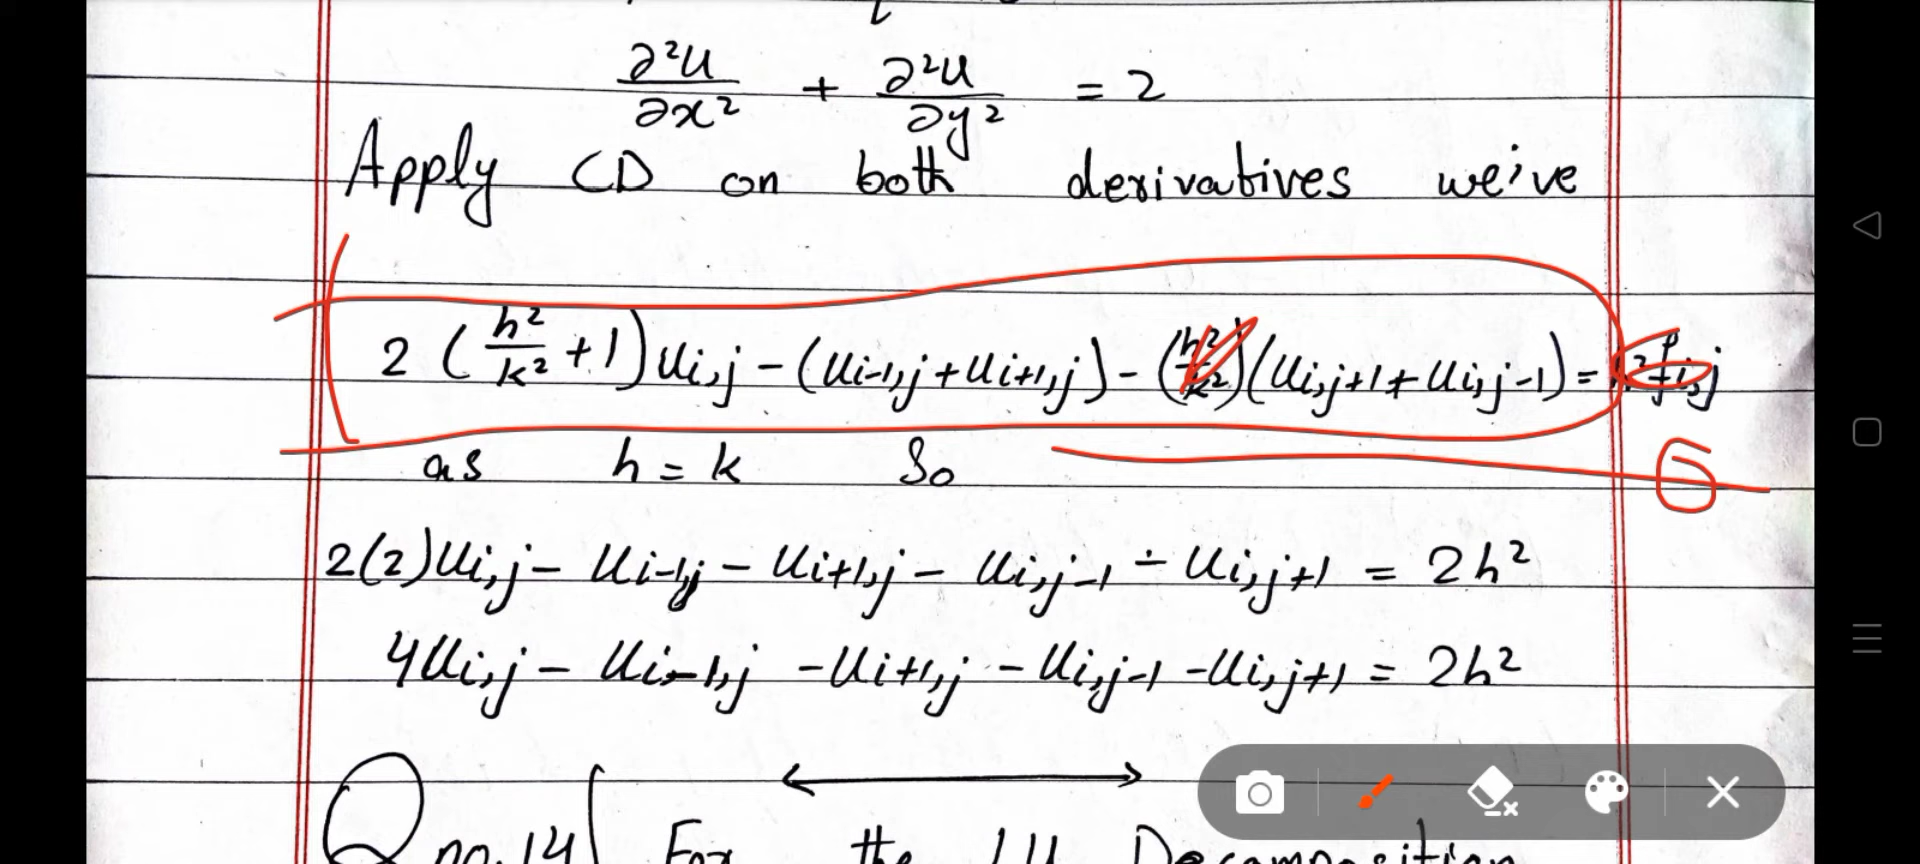 ∂²u/∂x² + ∂²u/∂y² = 2
Apply CD on both derivatives we've
2 (h²/k² + 1) ui,j - (ui-1,j + ui+1,j) - (h²/k²) (ui,j+1 + ui,j-1) = h² fi,j
as h = k So
2(2)ui,j - ui-1,j - ui+1,j - ui,j-1 - ui,j+1 = 2h²
4ui,j - ui-1,j - ui+1,j - ui,j-1 - ui,j+1 = 2h²
Q no.14 For the LU Decomposition